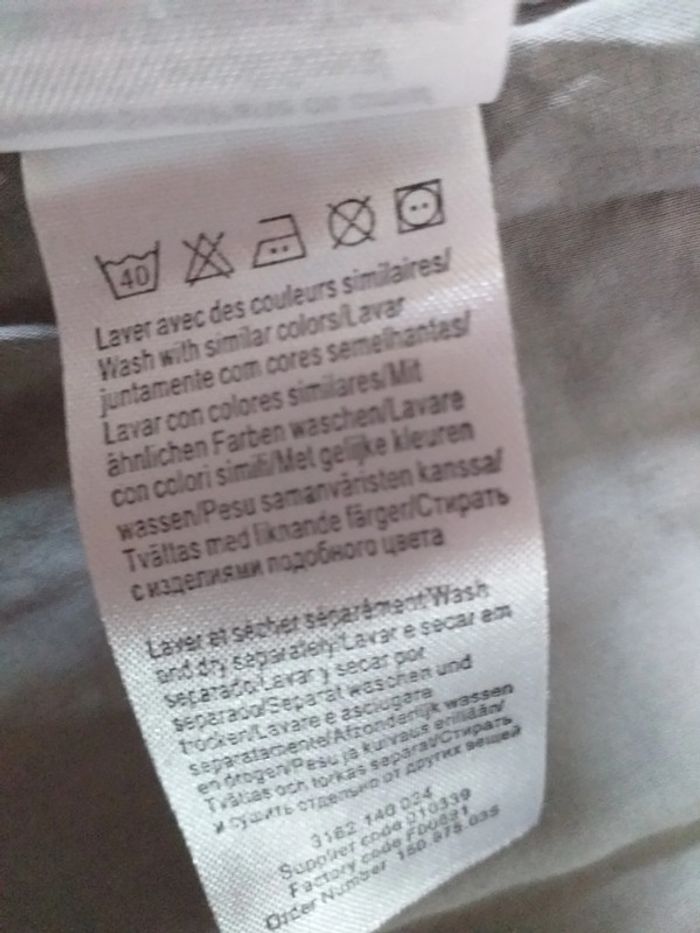 40
Laver avec des couleurs similaires/
Wash with similar colors/Lavar
juntamente com cores semelhantes/
Lavar con colores similares/Mit
ähnlichen Farben waschen/Lavare
con colori simili/Met gelijke kleuren
wassen/Pesu samanväristen kanssa/
Tvättas med liknande färger/Стирать
с изделиями подобного цвета
Laver et sécher séparément/Wash
and dry separately/Lavar e secar em
separado/Lavar y secar por
separado/Separat waschen und
trocken/Lavare e asciugare
separatamente/Afzonderlijk wassen
en drogen/Pesu ja kuivaus erillään/
Tvättas och torkas separat/Стирать
и сушить отдельно от других вещей
3162 140 024
Supplier code 010339
Factory code
Order Number 150.875.035